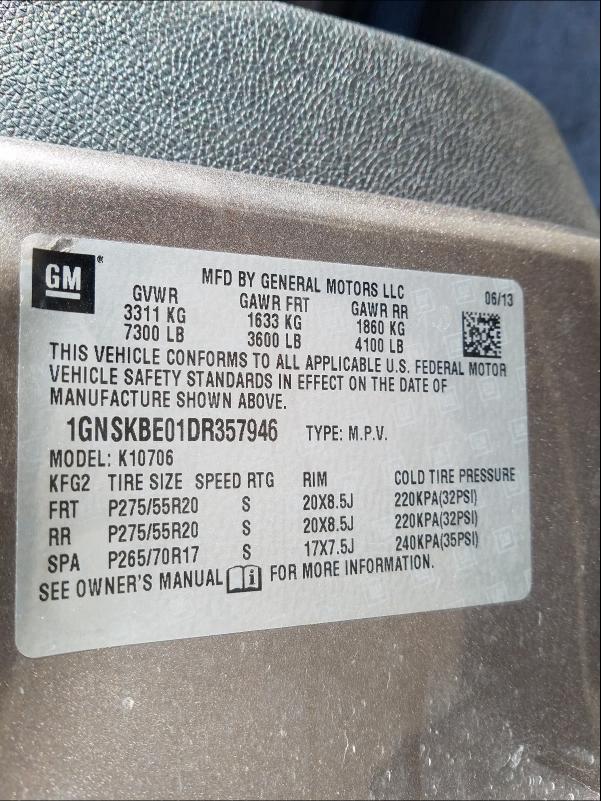 GM®
MFD BY GENERAL MOTORS LLC
06/13
GVWR GAWR FRT GAWR RR
3311 KG 1633 KG 1860 KG
7300 LB 3600 LB 4100 LB
THIS VEHICLE CONFORMS TO ALL APPLICABLE U.S. FEDERAL MOTOR
VEHICLE SAFETY STANDARDS IN EFFECT ON THE DATE OF
MANUFACTURE SHOWN ABOVE.
1GNSKBE01DR357946 TYPE: M.P.V.
MODEL: K10706
KFG2 TIRE SIZE SPEED RTG RIM COLD TIRE PRESSURE
FRT P275/55R20 S 20X8.5J 220KPA(32PSI)
RR P275/55R20 S 20X8.5J 220KPA(32PSI)
SPA P265/70R17 S 17X7.5J 240KPA(35PSI)
SEE OWNER'S MANUAL i FOR MORE INFORMATION.